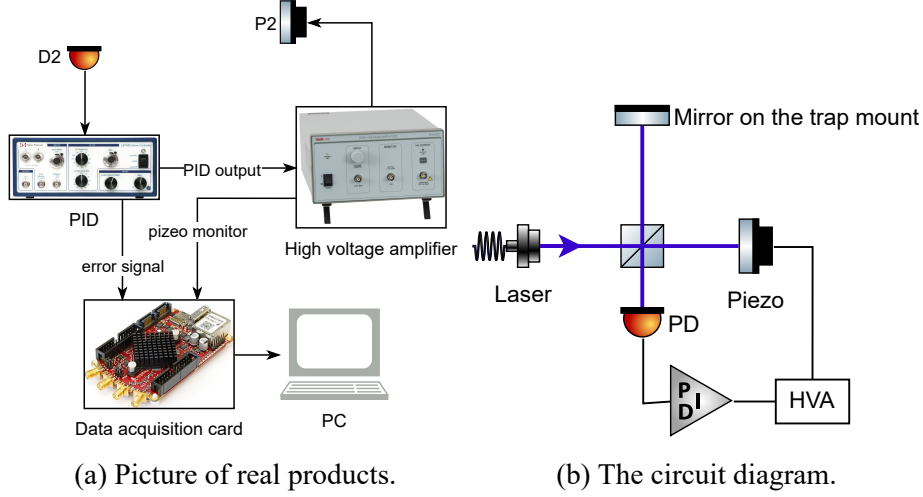 P2
D2
PID output
PID
pizeo monitor
High voltage amplifier
error signal
Data acquisition card
PC
(a) Picture of real products.
Mirror on the trap mount
Laser
Piezo
PD
P
I
D
HVA
(b) The circuit diagram.